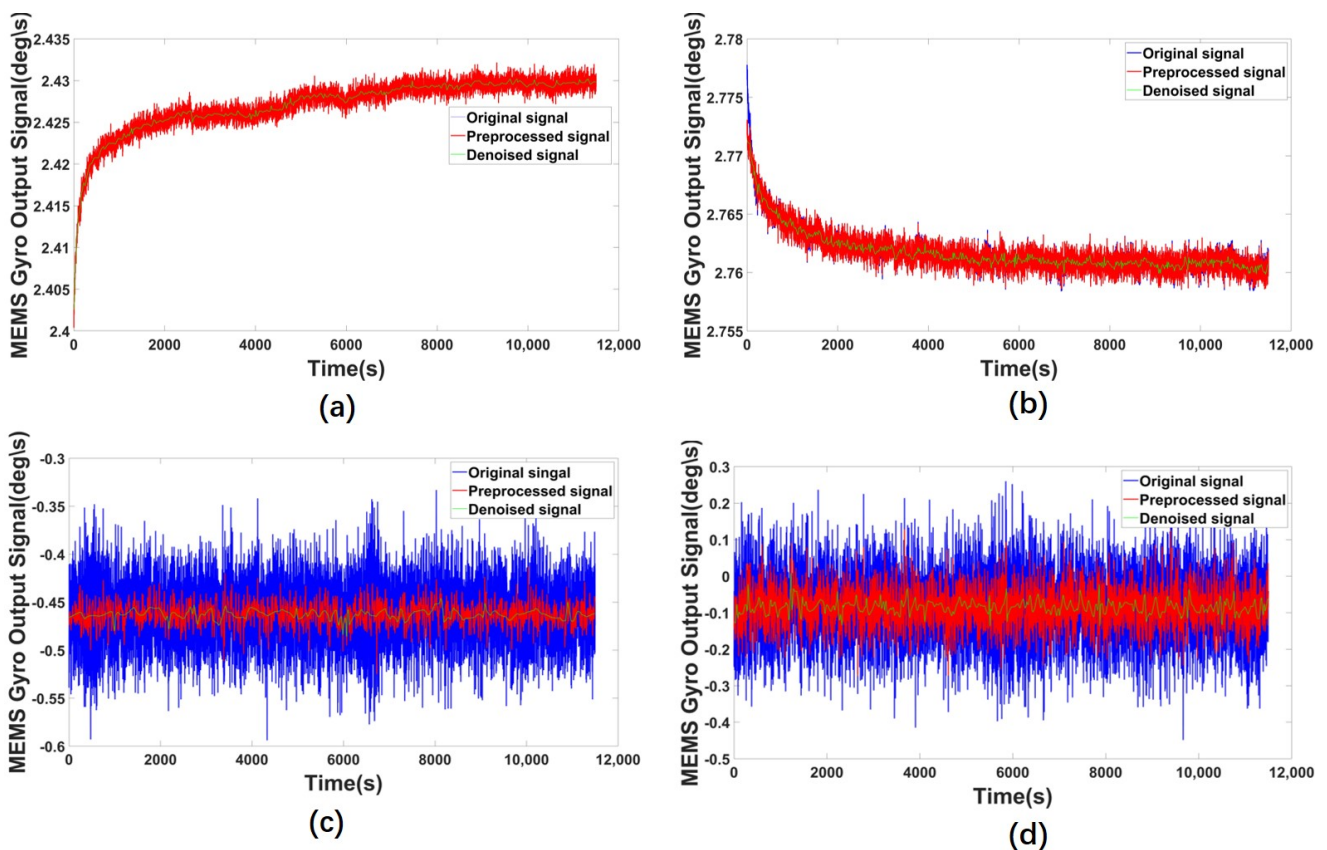 MEMS Gyro Output Signal(deg\s)
2.435
2.43
2.425
2.42
2.415
2.41
2.405
2.4
Original signal
Preprocessed signal
Denoised signal
0 2000 4000 6000 8000 10,000 12,000
Time(s)
(a)
MEMS Gyro Output Signal(deg\s)
2.78
2.775
2.77
2.765
2.76
2.755
Original signal
Preprocessed signal
Denoised signal
0 2000 4000 6000 8000 10,000 12,000
Time(s)
(b)
MEMS Gyro Output Signal(deg\s)
-0.3
-0.35
-0.4
-0.45
-0.5
-0.55
-0.6
Original singal
Preprocessed signal
Denoised signal
0 2000 4000 6000 8000 10,000 12,000
Time(s)
(c)
MEMS Gyro Output Signal(deg\s)
0.3
0.2
0.1
0
-0.1
-0.2
-0.3
-0.4
-0.5
Original signal
Preprocessed signal
Denoised signal
0 2000 4000 6000 8000 10,000 12,000
Time(s)
(d)